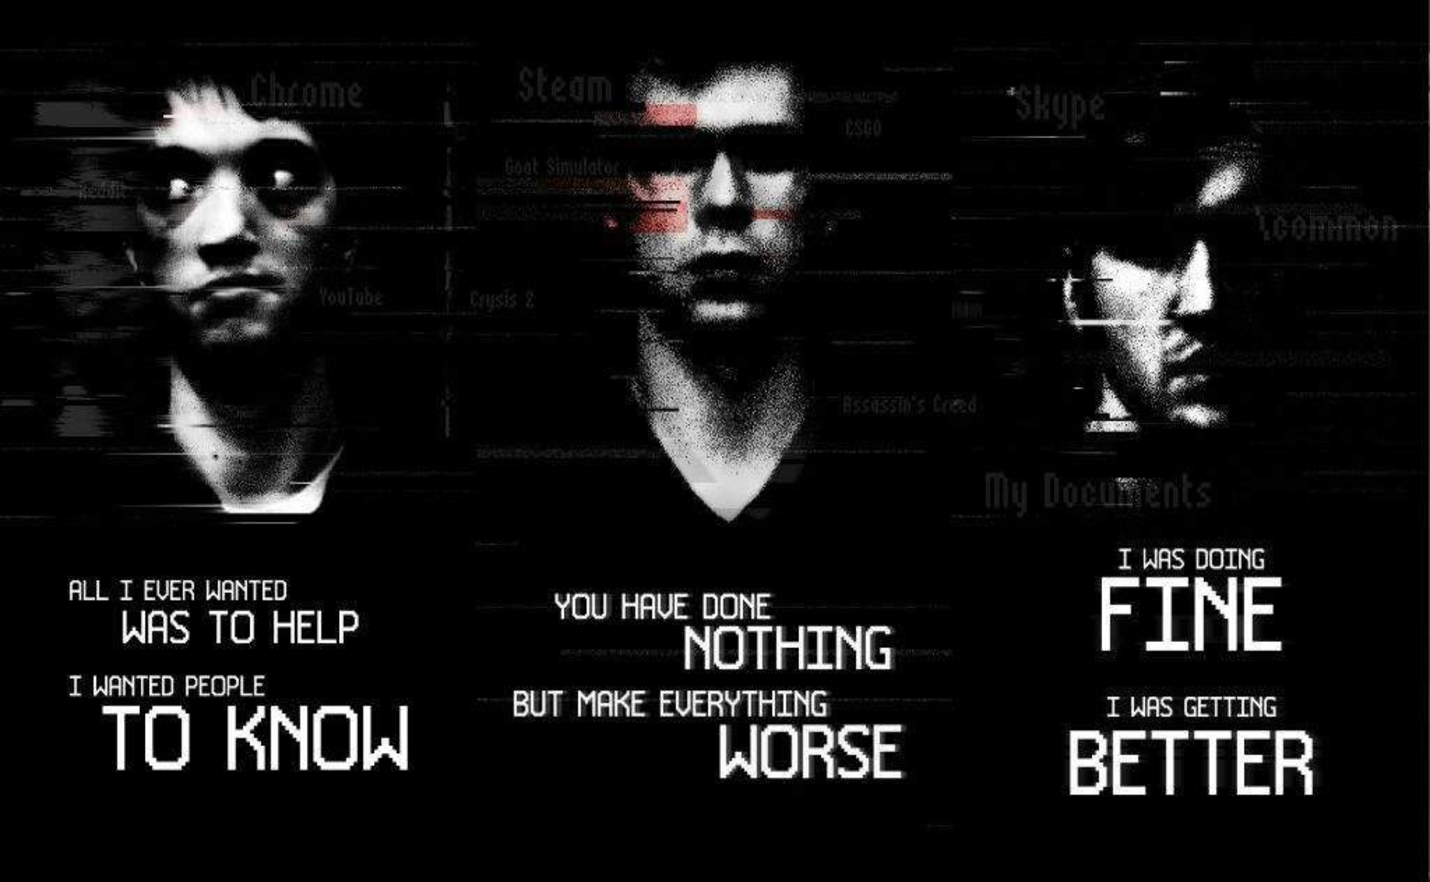 Chrome
Reddit
YouTube
ALL I EVER WANTED
WAS TO HELP
I WANTED PEOPLE
TO KNOW
Steam
CSGO
Goat Simulator
Crysis 2
Assassin's Creed
YOU HAVE DONE
NOTHING
BUT MAKE EVERYTHING
WORSE
Skype
\common
My Documents
I WAS DOING
FINE
I WAS GETTING
BETTER